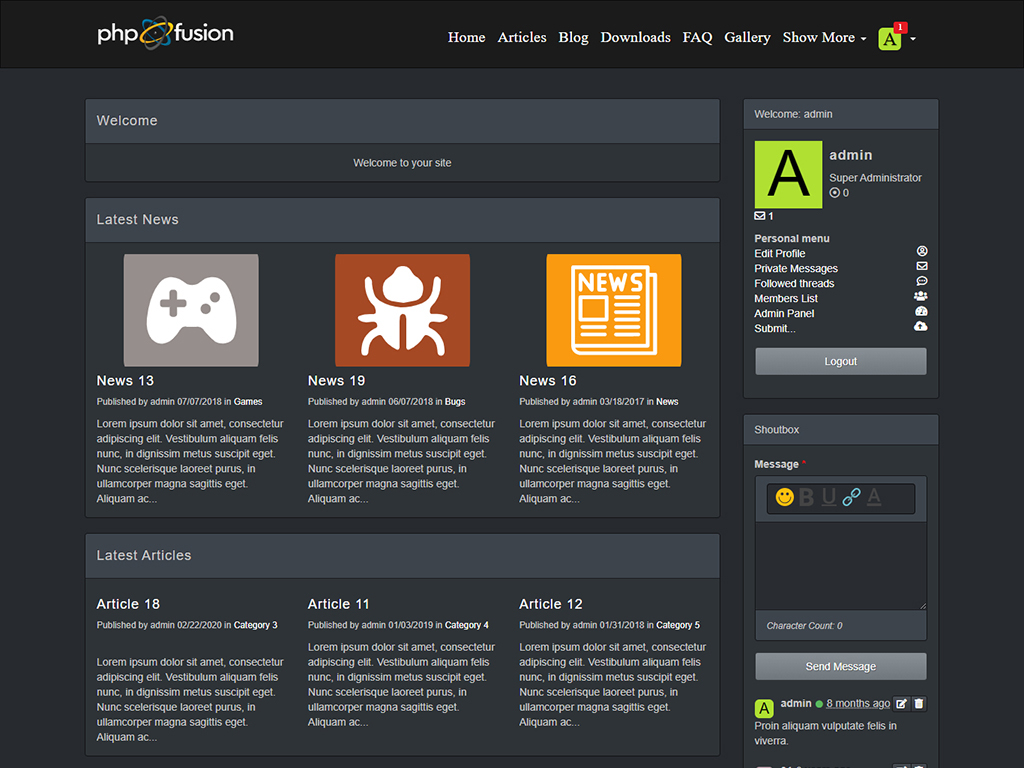 php fusion
Home Articles Blog Downloads FAQ Gallery Show More A 1
Welcome
Welcome to your site
Latest News
NEWS
News 13
Published by admin 07/07/2018 in Games
Lorem ipsum dolor sit amet, consectetur
adipiscing elit. Vestibulum aliquam felis
nunc, in dignissim metus suscipit eget.
Nunc scelerisque laoreet purus, in
ullamcorper magna sagittis eget.
Aliquam ac...
News 19
Published by admin 06/07/2018 in Bugs
Lorem ipsum dolor sit amet, consectetur
adipiscing elit. Vestibulum aliquam felis
nunc, in dignissim metus suscipit eget.
Nunc scelerisque laoreet purus, in
ullamcorper magna sagittis eget.
Aliquam ac...
News 16
Published by admin 03/18/2017 in News
Lorem ipsum dolor sit amet, consectetur
adipiscing elit. Vestibulum aliquam felis
nunc, in dignissim metus suscipit eget.
Nunc scelerisque laoreet purus, in
ullamcorper magna sagittis eget.
Aliquam ac...
Latest Articles
Article 18
Published by admin 02/22/2020 in Category 3
Lorem ipsum dolor sit amet, consectetur
adipiscing elit. Vestibulum aliquam felis
nunc, in dignissim metus suscipit eget.
Nunc scelerisque laoreet purus, in
ullamcorper magna sagittis eget.
Aliquam ac...
Article 11
Published by admin 01/03/2019 in Category 4
Lorem ipsum dolor sit amet, consectetur
adipiscing elit. Vestibulum aliquam felis
nunc, in dignissim metus suscipit eget.
Nunc scelerisque laoreet purus, in
ullamcorper magna sagittis eget.
Aliquam ac...
Article 12
Published by admin 01/31/2018 in Category 5
Lorem ipsum dolor sit amet, consectetur
adipiscing elit. Vestibulum aliquam felis
nunc, in dignissim metus suscipit eget.
Nunc scelerisque laoreet purus, in
ullamcorper magna sagittis eget.
Aliquam ac...
Welcome: admin
A
admin
Super Administrator
0
1
Personal menu
Edit Profile
Private Messages
Followed threads
Members List
Admin Panel
Submit...
Logout
Shoutbox
Message *
B U A
Character Count: 0
Send Message
A admin 8 months ago
Proin aliquam vulputate felis in
viverra.